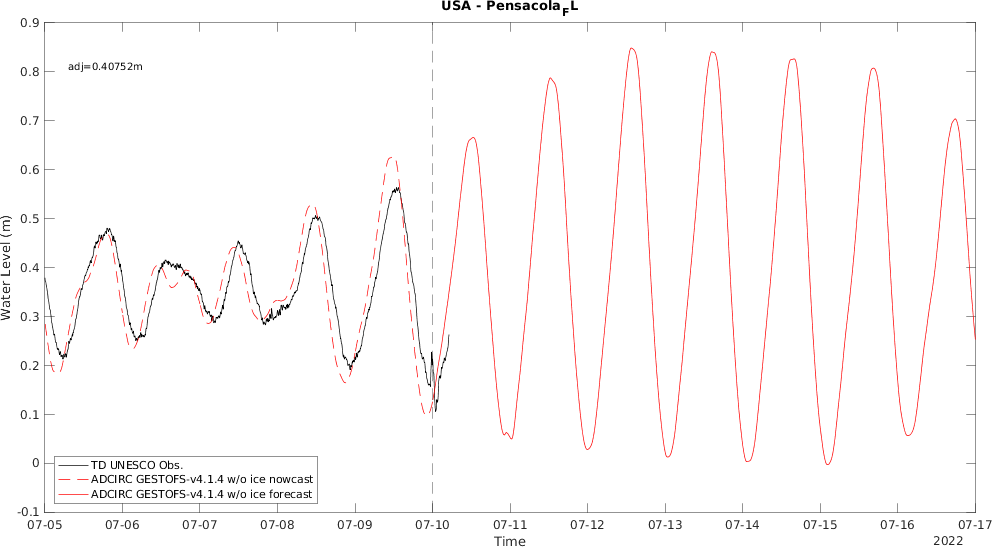 USA - Pensacola_FL
adj=0.40752m
0.9
0.8
0.7
0.6
0.5
0.4
0.3
0.2
0.1
0
-0.1
Water Level (m)
TD UNESCO Obs.
ADCIRC GESTOFS-v4.1.4 w/o ice nowcast
ADCIRC GESTOFS-v4.1.4 w/o ice forecast
07-05 07-06 07-07 07-08 07-09 07-10 07-11 07-12 07-13 07-14 07-15 07-16 07-17
Time
2022